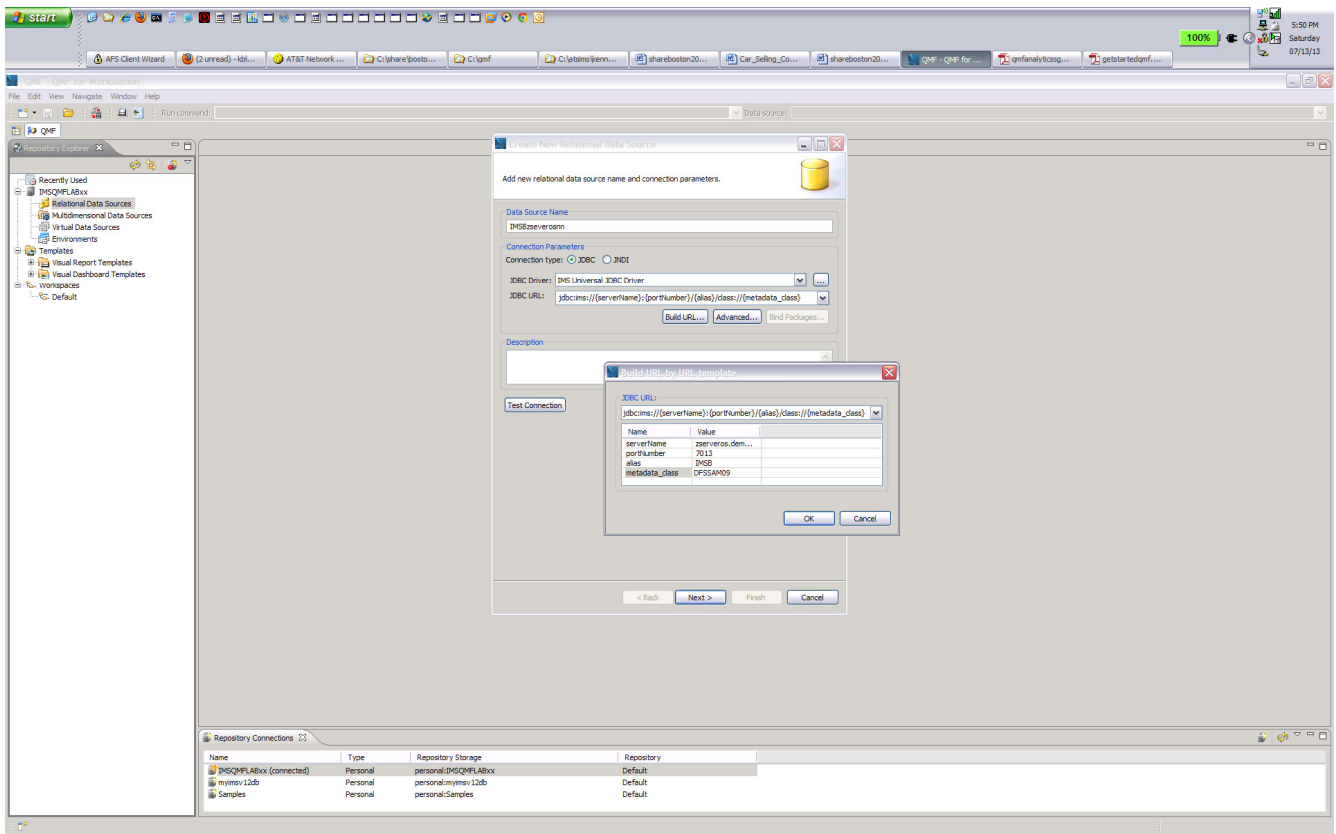 start
100%
5:50 PM
Saturday
07/13/13
AFS Client Wizard
(2 unread) - kbl...
AT&T Network ...
C:\share\bosto...
C:\qmf
C:\atsims\kenn...
shareboston20...
Car_Selling_Co...
shareboston20...
QMF - QMF for ...
qmfanalyticssg...
getstartedqmf....
QMF - QMF for Workstation
File Edit View Navigate Window Help
Run command:
Data source:
QMF
Repository Explorer
Recently Used
IMSQMFLABxx
Relational Data Sources
Multidimensional Data Sources
Virtual Data Sources
Environments
Templates
Visual Report Templates
Visual Dashboard Templates
Workspaces
Default
Create New Relational Data Source
Add new relational data source name and connection parameters.
Data Source Name
IMSBzseverosnn
Connection Parameters
Connection type: JDBC JNDI
JDBC Driver: IMS Universal JDBC Driver ...
JDBC URL: jdbc:ims://{serverName}:{portNumber}/{alias}/class://{metadata_class}
Build URL... Advanced... Bind Packages...
Description
Test Connection
Build URL by URL-template
JDBC URL:
jdbc:ims://{serverName}:{portNumber}/{alias}/class://{metadata_class}
Name Value
serverName zserveros.dem...
portNumber 7013
alias IMSB
metadata_class DFSSAM09
OK Cancel
< Back Next > Finish Cancel
Repository Connections
Name Type Repository Storage Repository
IMSQMFLABxx (connected) Personal personal:IMSQMFLABxx Default
myimsv12db Personal personal:myimsv12db Default
Samples Personal personal:Samples Default